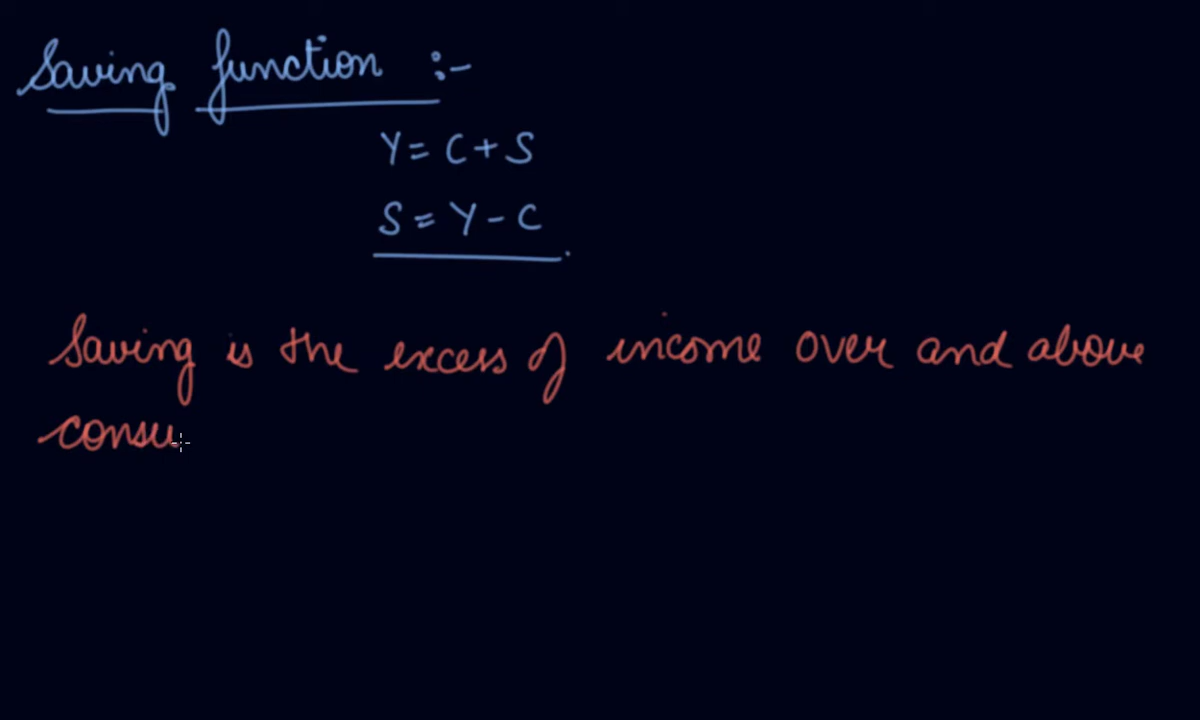 Saving function :-
Y = C + S
S = Y - C
Saving is the excess of income over and above
consu